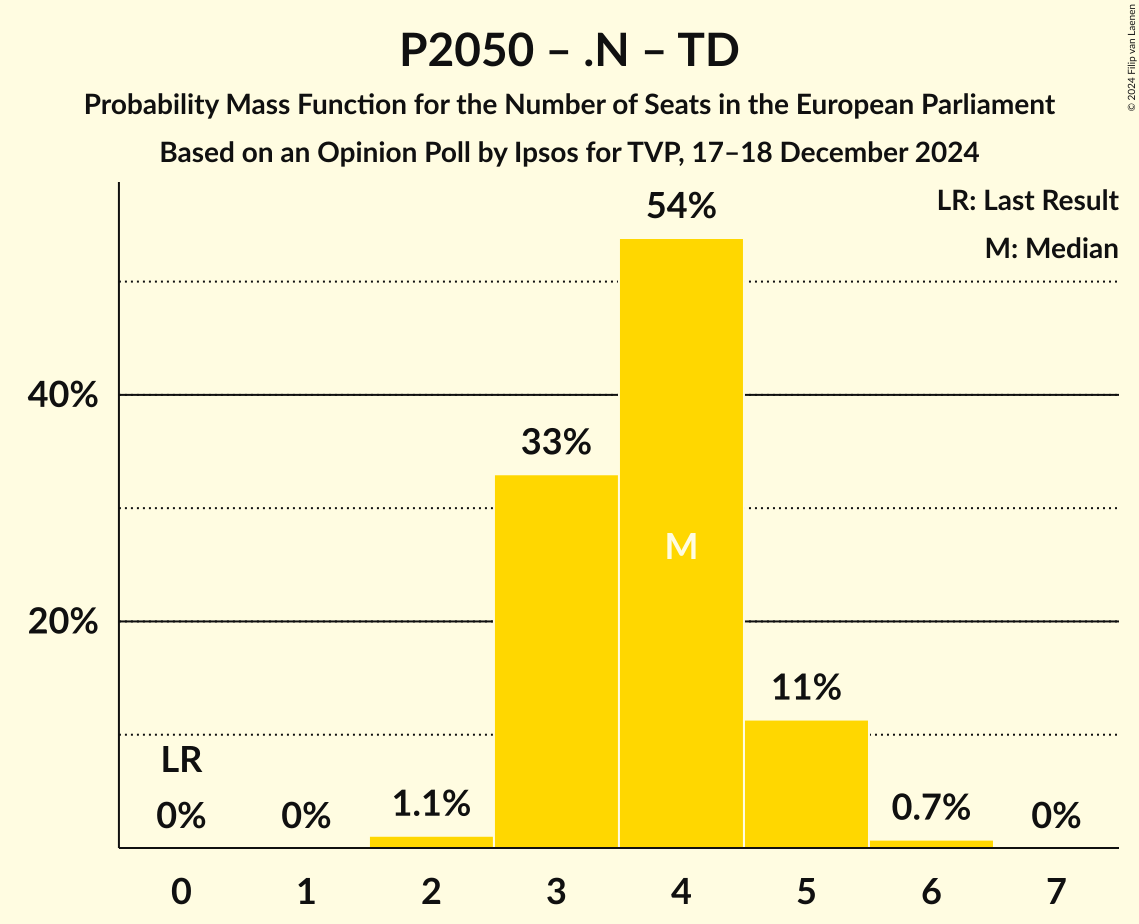 P2050 – .N – TD
Probability Mass Function for the Number of Seats in the European Parliament
Based on an Opinion Poll by Ipsos for TVP, 17–18 December 2024
© 2024 Filip van Laenen
LR: Last Result
M: Median
54%
40%
33%
M
20%
11%
LR
0% 0% 1.1% 0.7% 0%
0 1 2 3 4 5 6 7